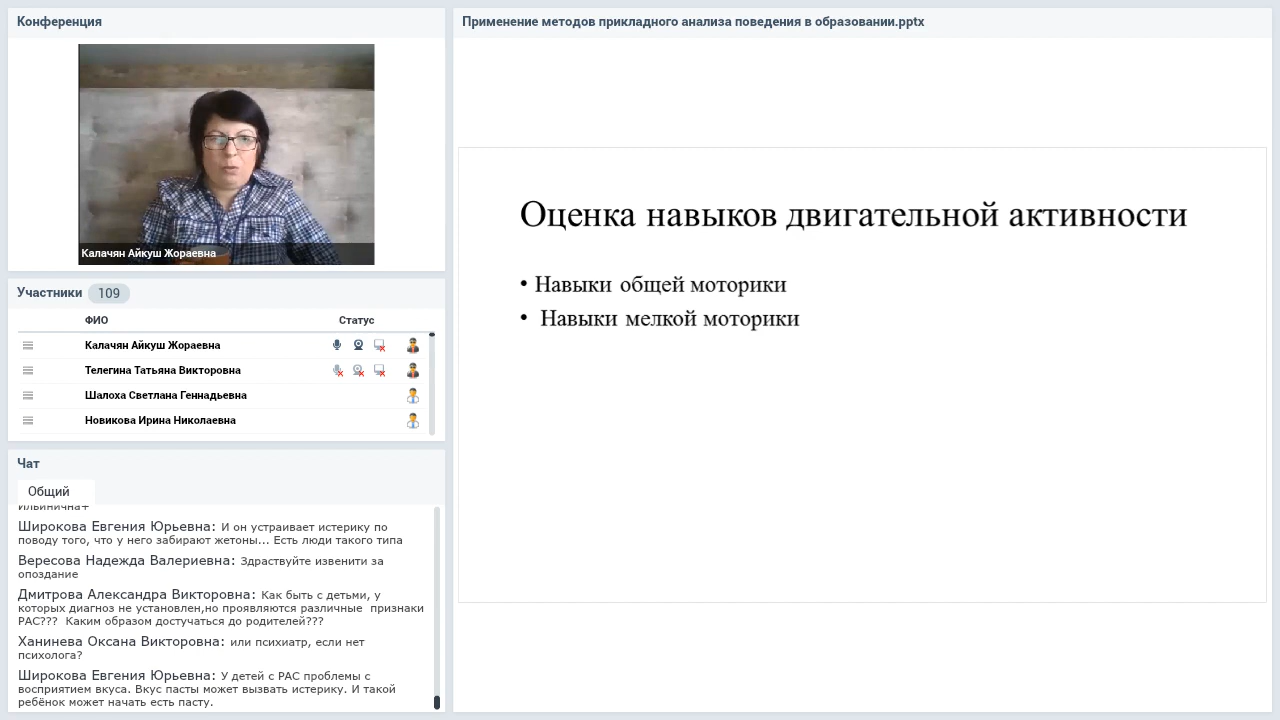 Конференция
Калачян Айкуш Жораевна
Участники 109
ФИО Статус
Калачян Айкуш Жораевна
Телегина Татьяна Викторовна
Шалоха Светлана Геннадьевна
Новикова Ирина Николаевна
Чат
Общий
Ильинична+
Широкова Евгения Юрьевна: И он устраивает истерику по
поводу того, что у него забирают жетоны... Есть люди такого типа
Вересова Надежда Валериевна: Здраствуйте извенити за
опоздание
Дмитрова Александра Викторовна: Как быть с детьми, у
которых диагноз не установлен,но проявляются различные признаки
РАС??? Каким образом достучаться до родителей???
Ханинева Оксана Викторовна: или психиатр, если нет
психолога?
Широкова Евгения Юрьевна: У детей с РАС проблемы с
восприятием вкуса. Вкус пасты может вызвать истерику. И такой
ребёнок может начать есть пасту.
Применение методов прикладного анализа поведения в образовании.pptx
Оценка навыков двигательной активности
• Навыки общей моторики
• Навыки мелкой моторики